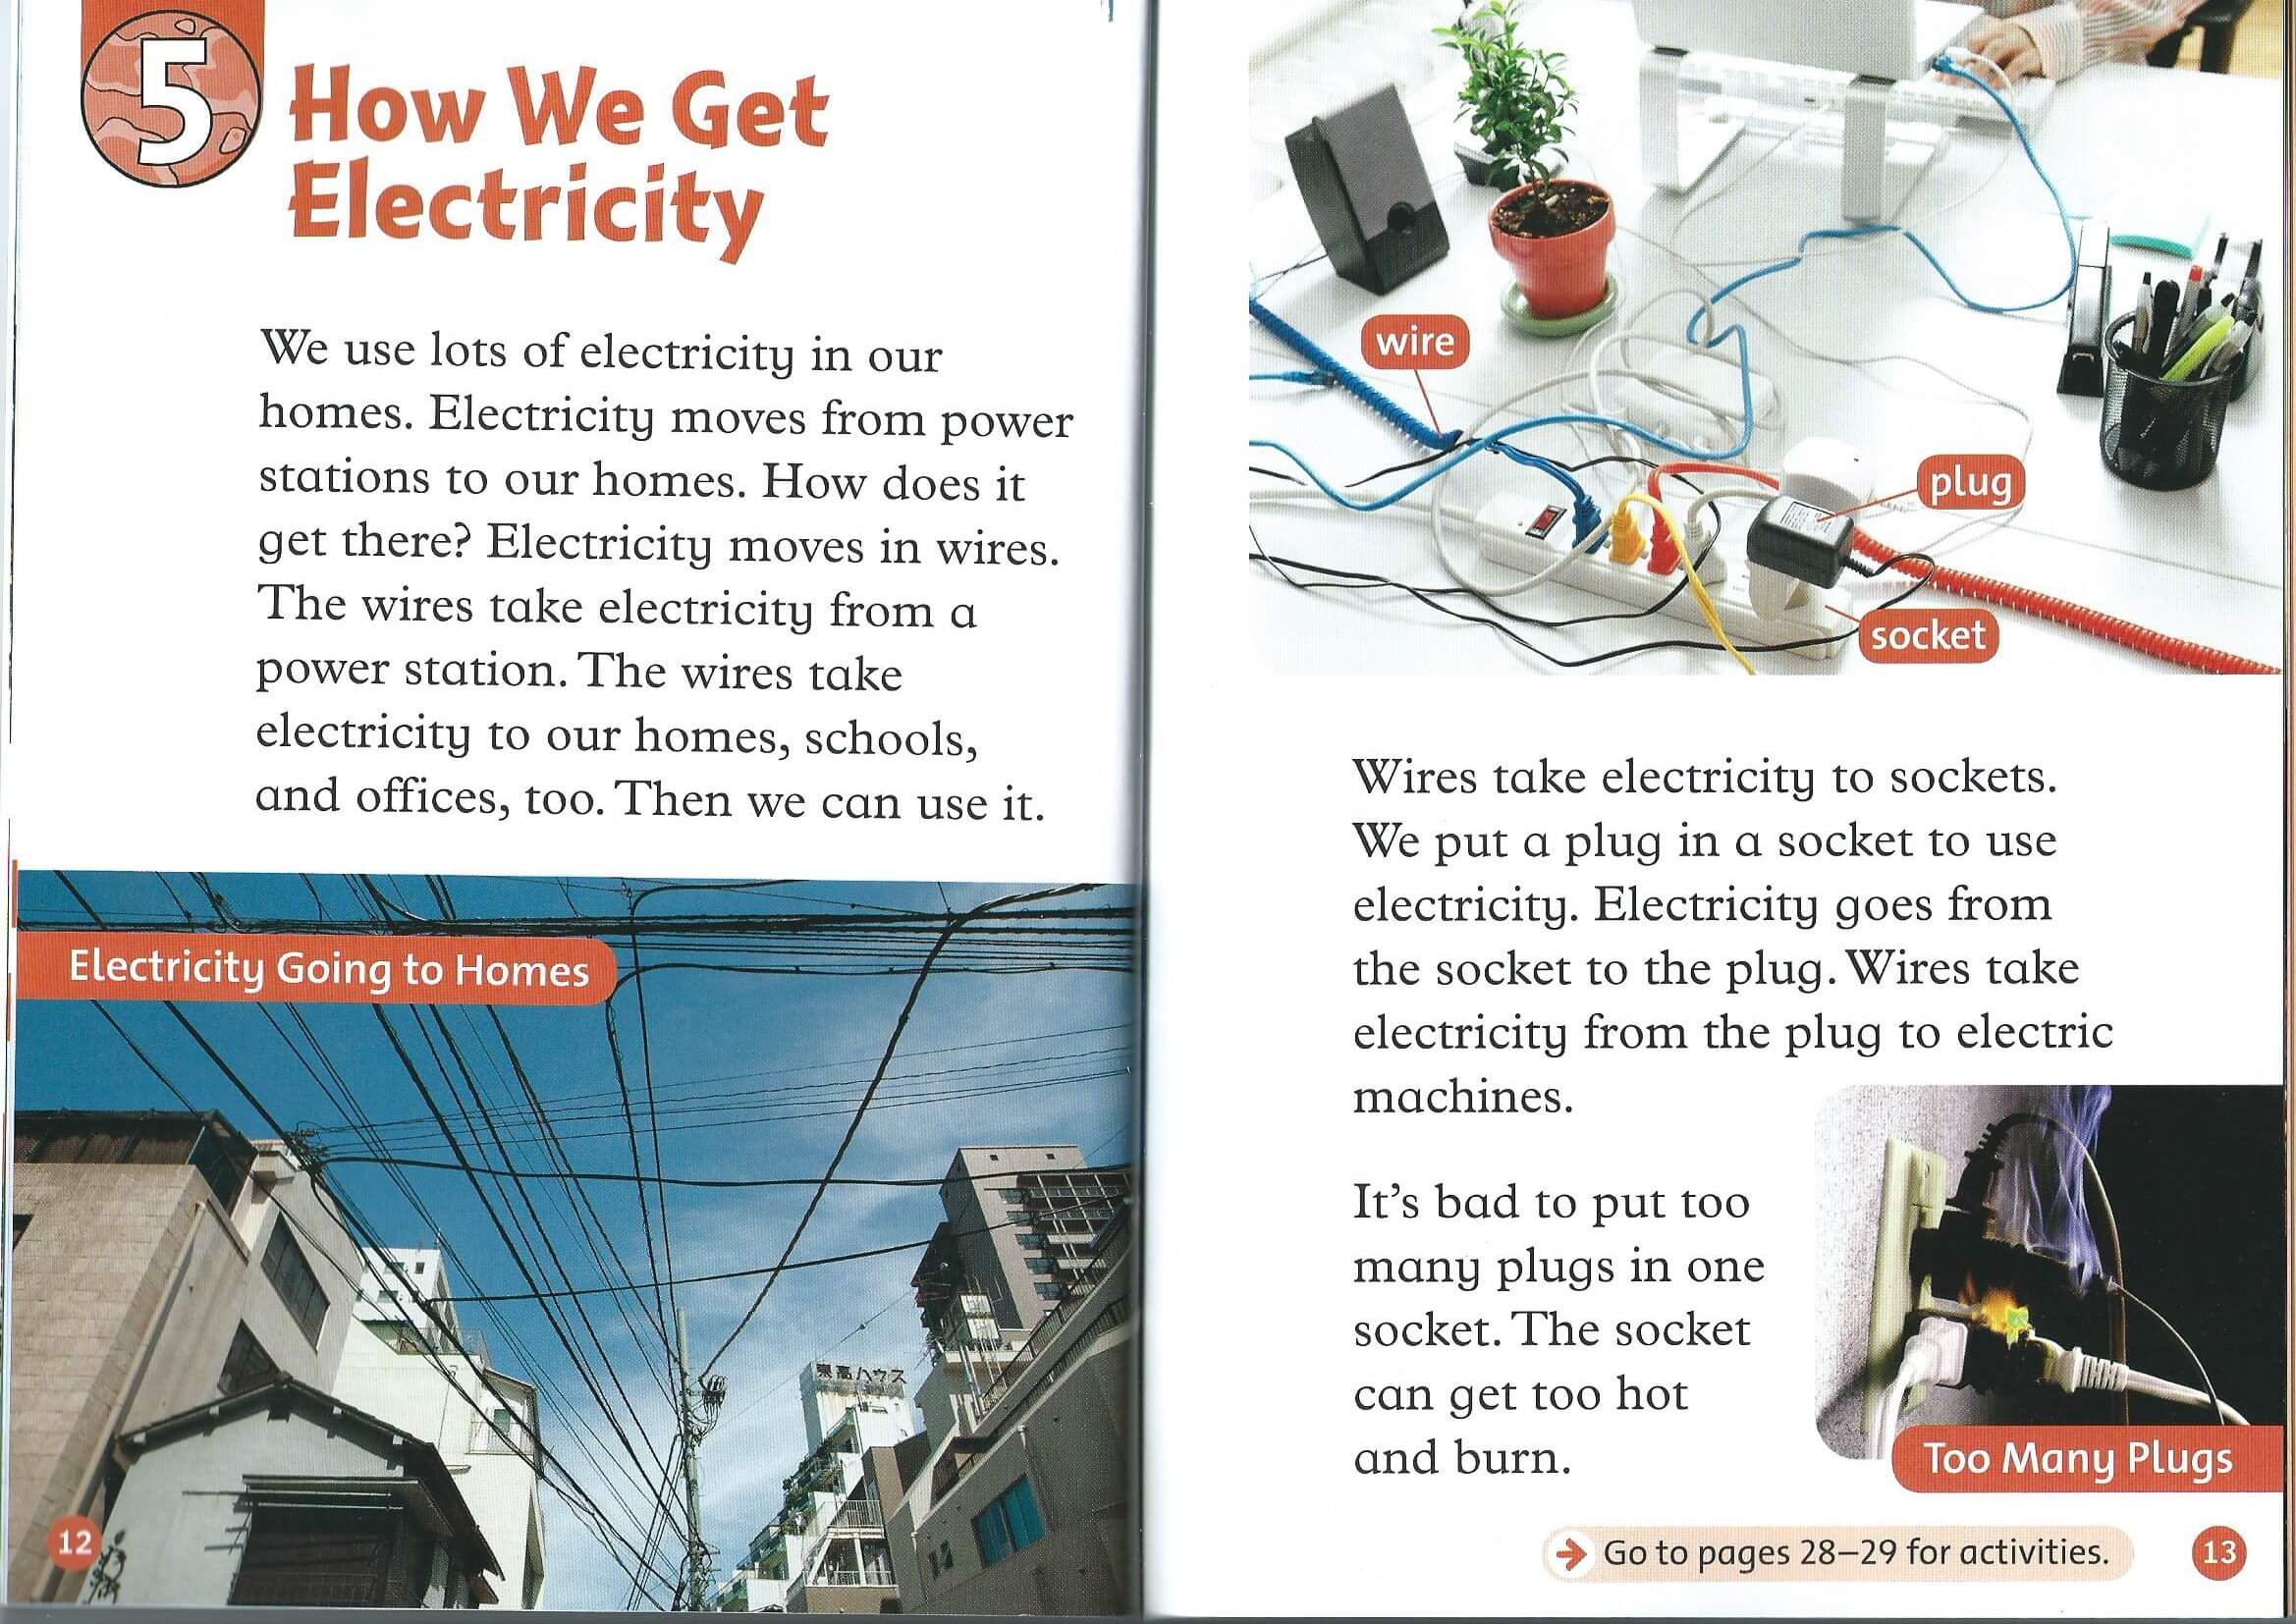 5
How We Get
Electricity
We use lots of electricity in our
homes. Electricity moves from power
stations to our homes. How does it
get there? Electricity moves in wires.
The wires take electricity from a
power station. The wires take
electricity to our homes, schools,
and offices, too. Then we can use it.
Electricity Going to Homes
東高ハウス
12
wire
plug
socket
Wires take electricity to sockets.
We put a plug in a socket to use
electricity. Electricity goes from
the socket to the plug. Wires take
electricity from the plug to electric
machines.
It's bad to put too
many plugs in one
socket. The socket
can get too hot
and burn.
Too Many Plugs
Go to pages 28–29 for activities.
13